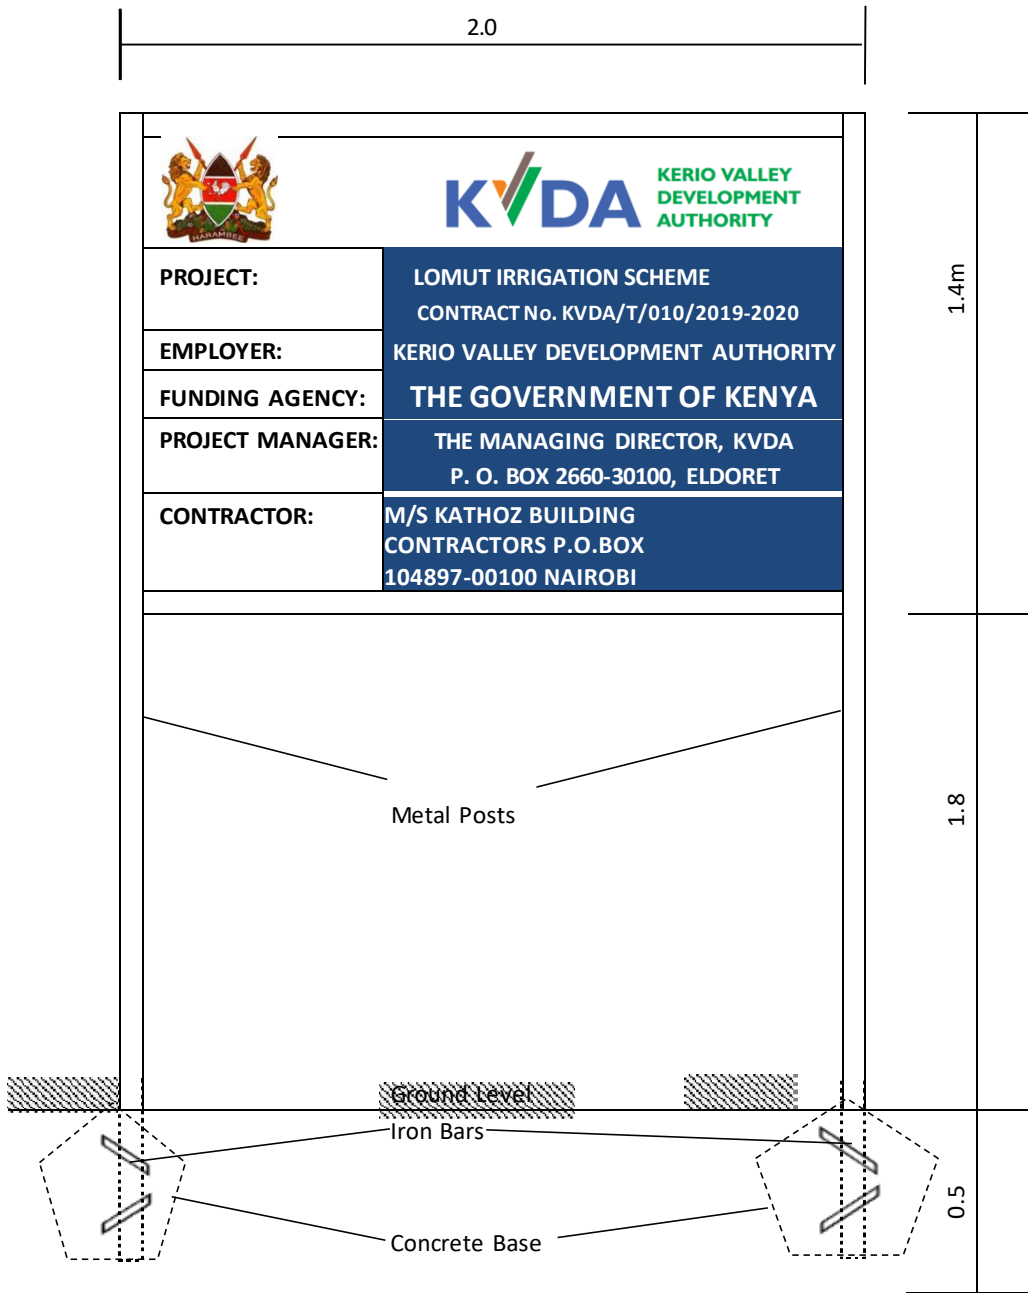 2.0
HARAMBEE
KVDA
KERIO VALLEY
DEVELOPMENT
AUTHORITY
PROJECT:
LOMUT IRRIGATION SCHEME
CONTRACT No. KVDA/T/010/2019-2020
1.4m
EMPLOYER:
KERIO VALLEY DEVELOPMENT AUTHORITY
FUNDING AGENCY:
THE GOVERNMENT OF KENYA
PROJECT MANAGER:
THE MANAGING DIRECTOR, KVDA
P. O. BOX 2660-30100, ELDORET
CONTRACTOR:
M/S KATHOZ BUILDING
CONTRACTORS P.O.BOX
104897-00100 NAIROBI
Metal Posts
1.8
Ground Level
Iron Bars
0.5
Concrete Base